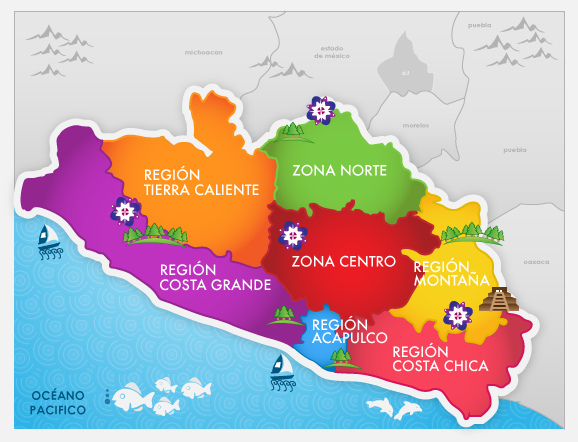 puebla
michoacan
estado
de méxico
d.f
morelos
puebla
oaxaca
ZONA NORTE
REGIÓN
TIERRA CALIENTE
ZONA CENTRO
REGIÓN
MONTAÑA
REGIÓN
COSTA GRANDE
REGIÓN
ACAPULCO
REGIÓN
COSTA CHICA
OCÉANO
PACIFICO